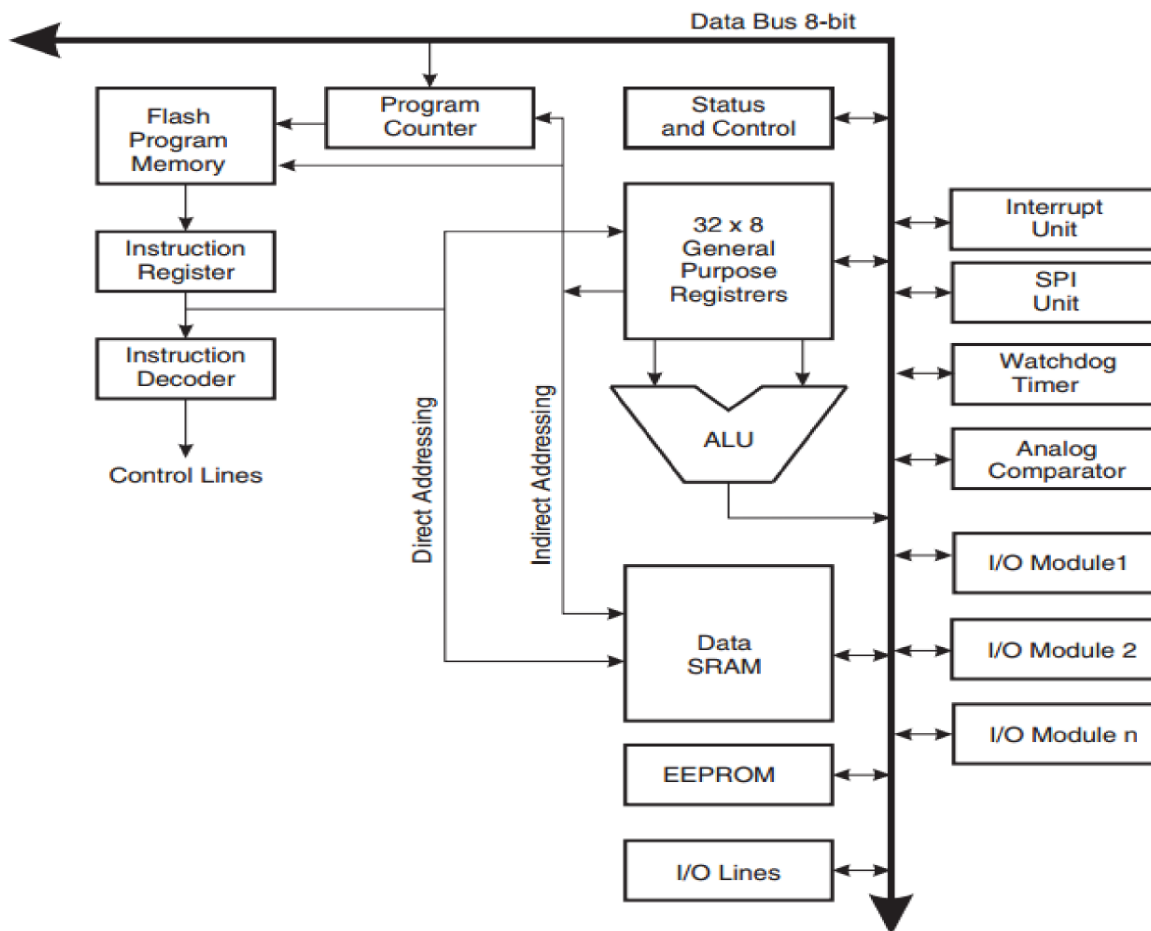 Data Bus 8-bit
Flash
Program
Memory
Program
Counter
Status
and Control
Instruction
Register
32 x 8
General
Purpose
Registrers
Interrupt
Unit
SPI
Unit
Instruction
Decoder
Watchdog
Timer
Control Lines
Direct Addressing
Indirect Addressing
ALU
Analog
Comparator
I/O Module1
Data
SRAM
I/O Module 2
I/O Module n
EEPROM
I/O Lines